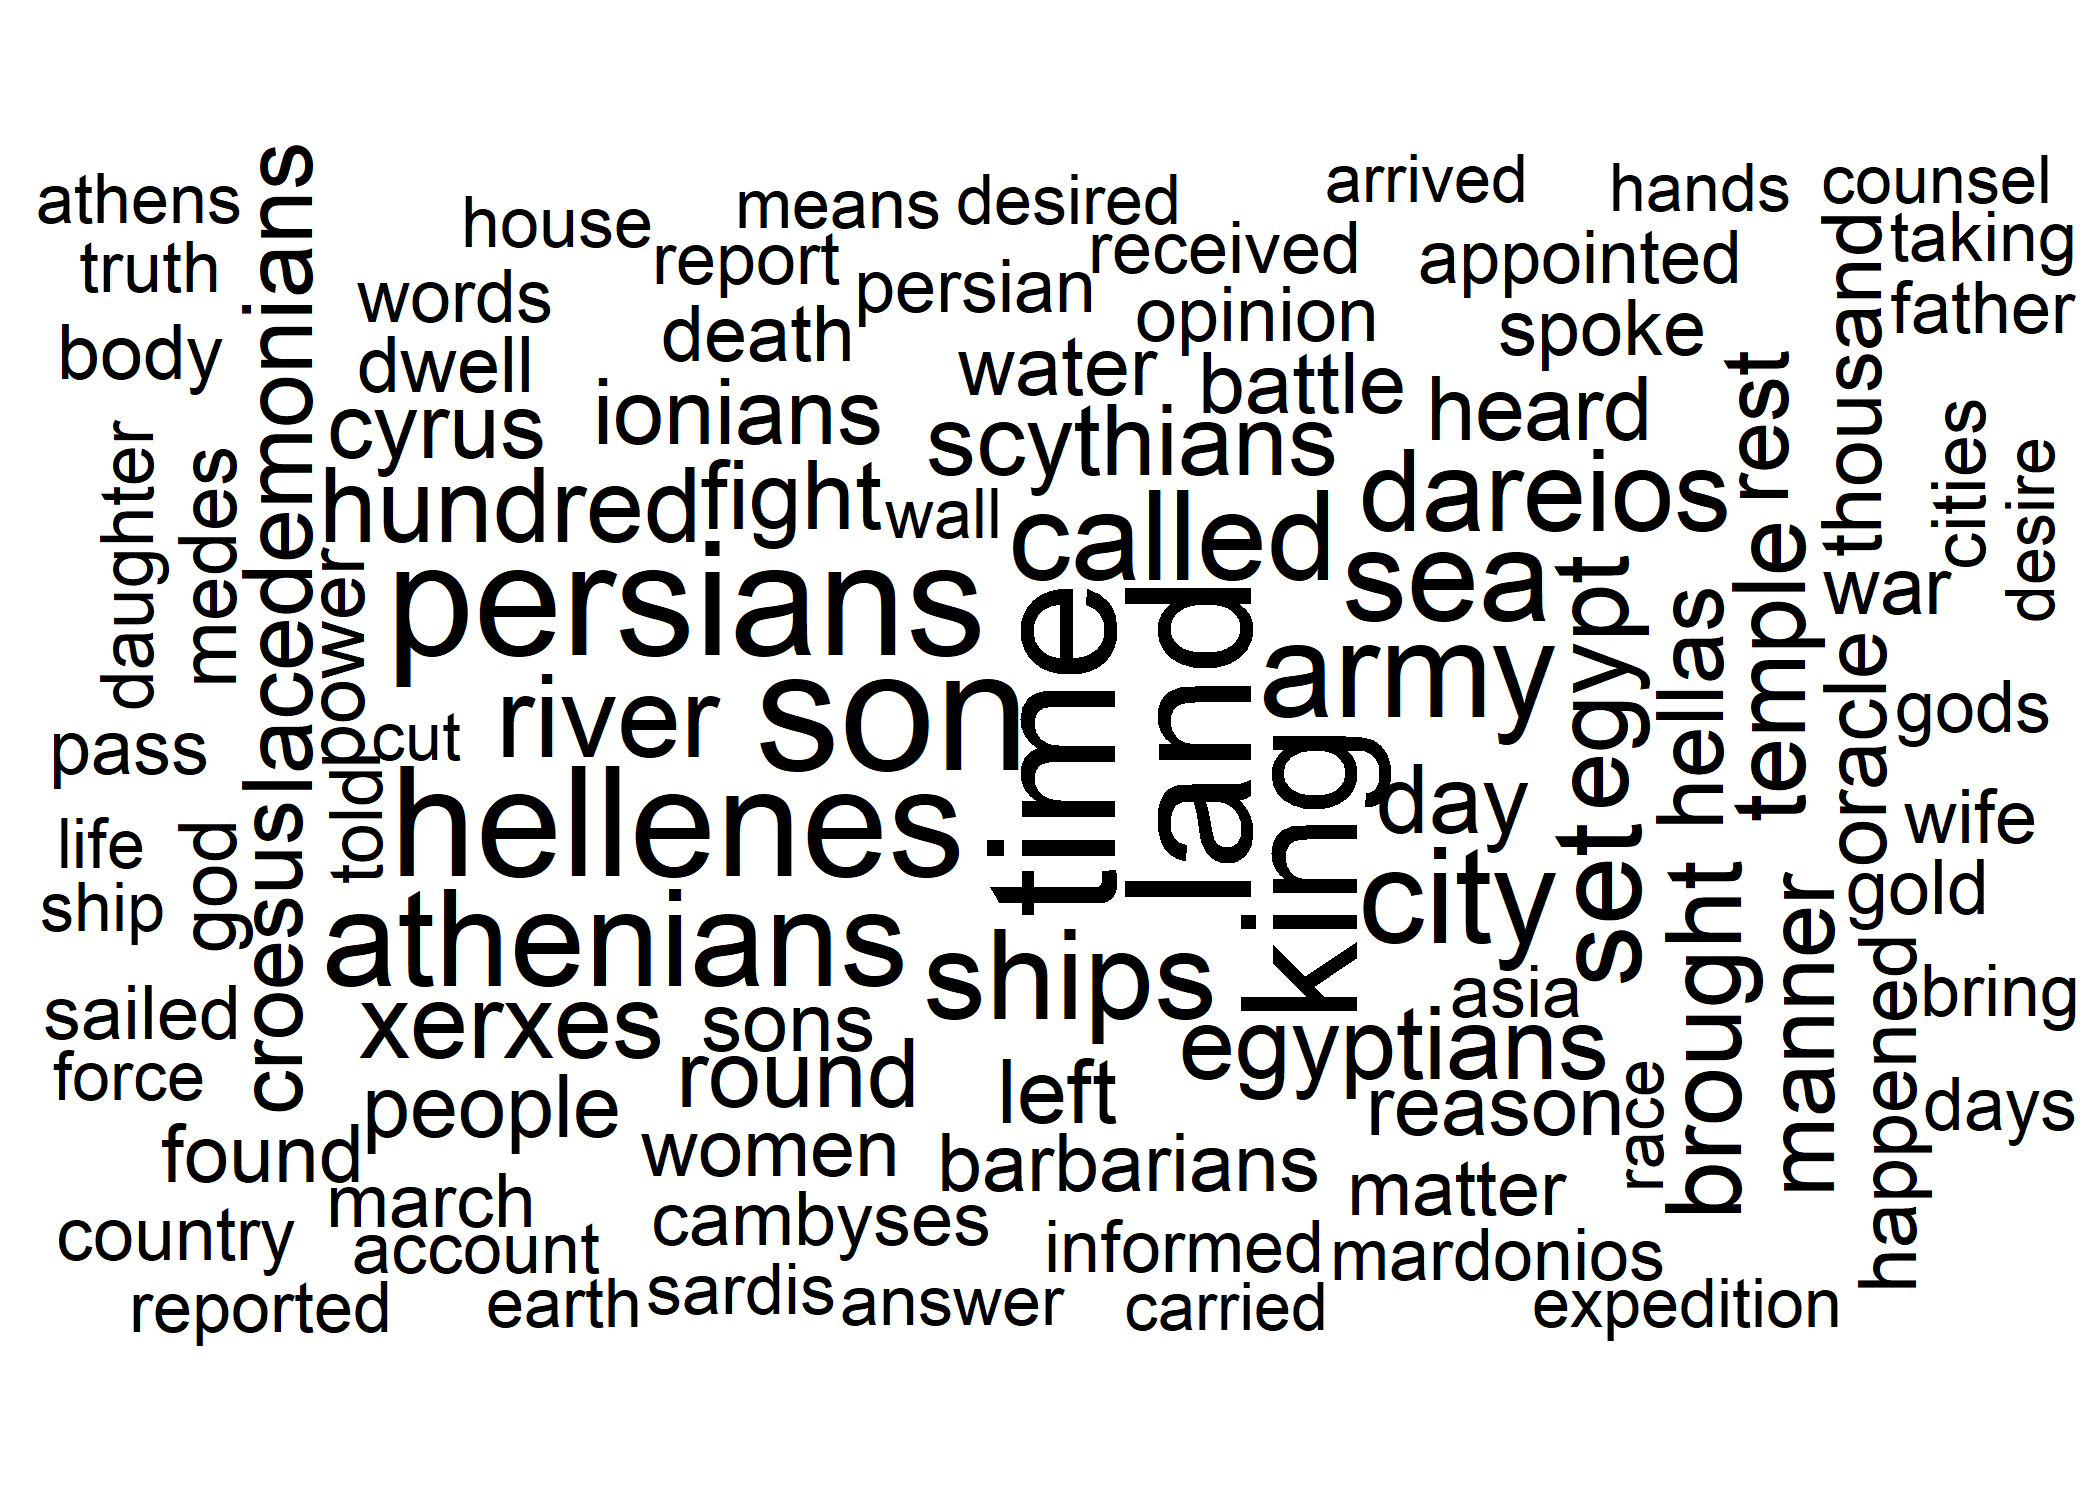 athens
truth
body
daughter
medes
lacedemonians
house
means
desired
arrived
hands
counsel
words
report
persian
received
appointed
taking
thousand
father
dwell
death
opinion
spoke
water
battle
cyrus
ionians
scythians
heard
rest
cities
desire
hundred
fight
wall
called
dareios
power
persians
time
land
sea
egypt
hellas
temple
war
pass
cut
river
son
army
oracle
gods
life
god
croesus
told
hellenes
king
day
set
brought
wife
ship
athenians
ships
city
manner
gold
sailed
xerxes
sons
asia
happened
bring
force
people
round
left
egyptians
reason
race
days
found
women
barbarians
matter
country
march
account
cambyses
informed
mardonios
reported
earth
sardis
answer
carried
expedition